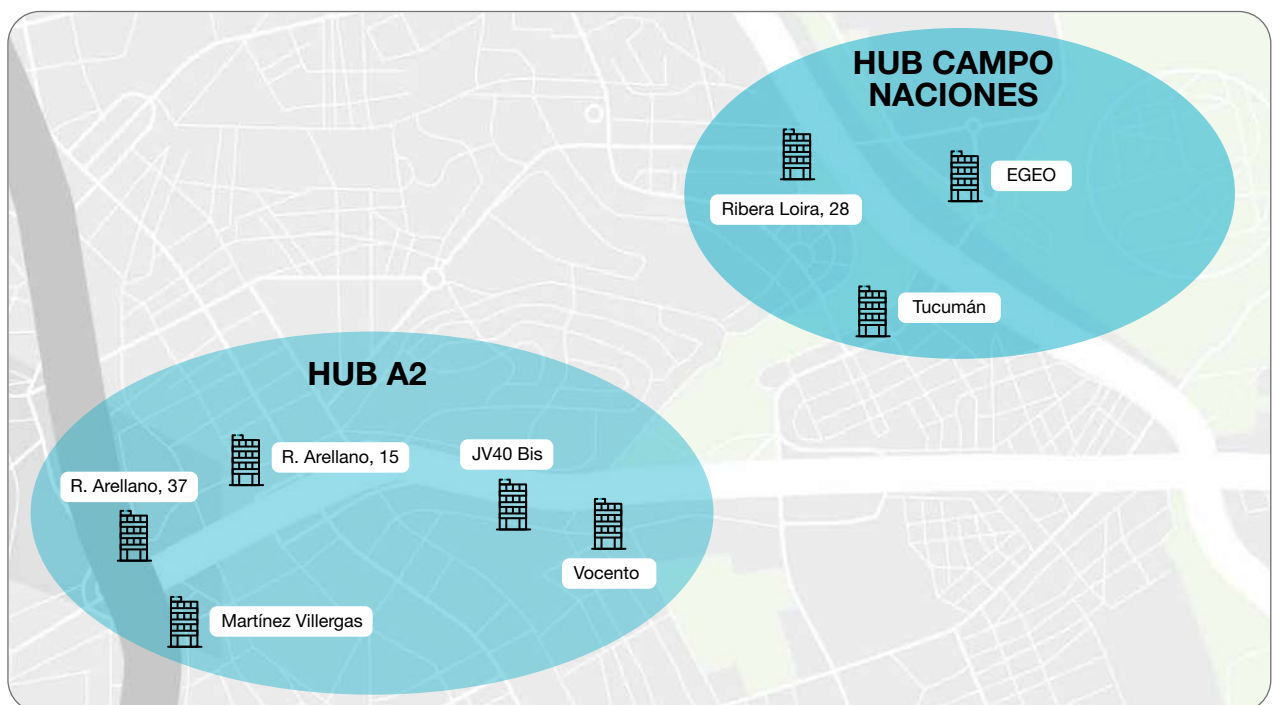 HUB CAMPO
NACIONES
EGEO
Ribera Loira, 28
Tucumán
HUB A2
R. Arellano, 15
JV40 Bis
R. Arellano, 37
Vocento
Martínez Villergas